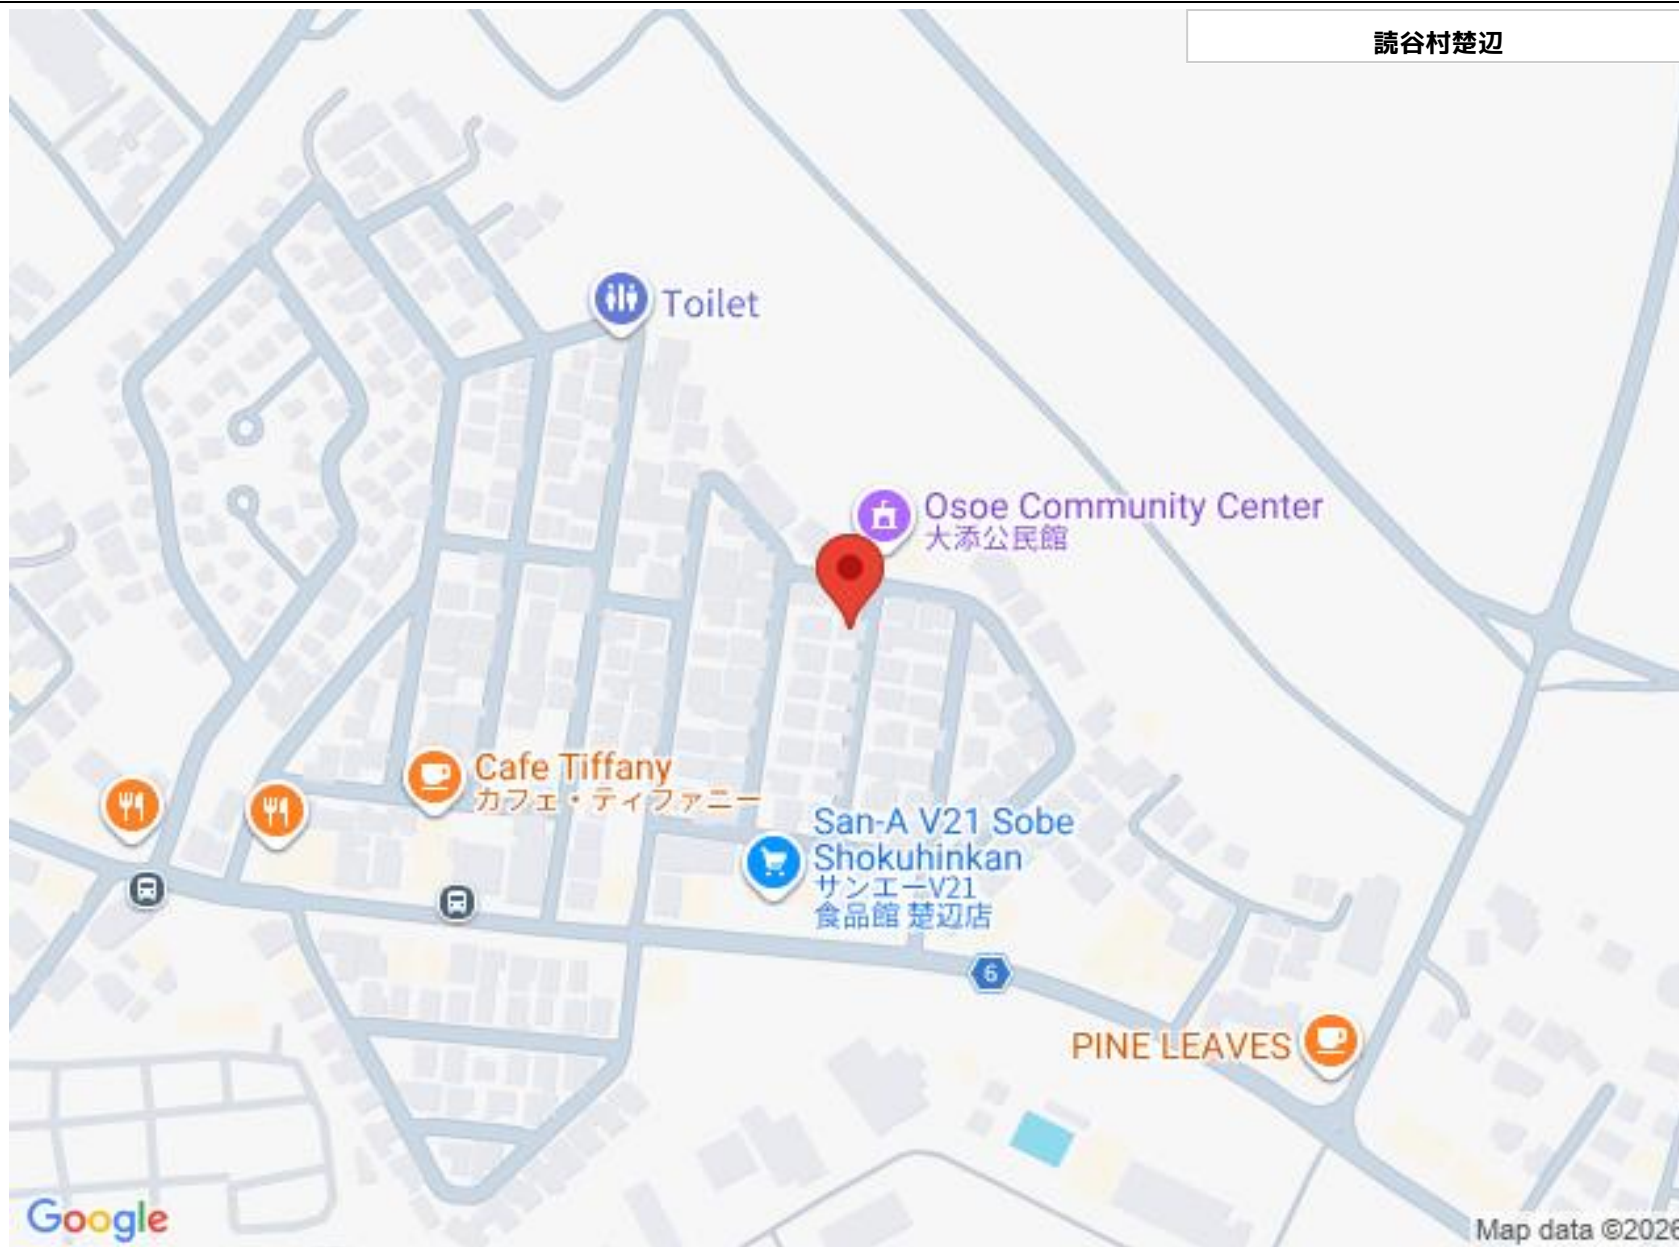 読谷村楚辺
Toilet
Osoe Community Center
大添公民館
Cafe Tiffany
カフェ・ティファニー
San-A V21 Sobe
Shokuhinkan
サンエーV21
食品館 楚辺店
6
PINE LEAVES
Google
Map data ©2026